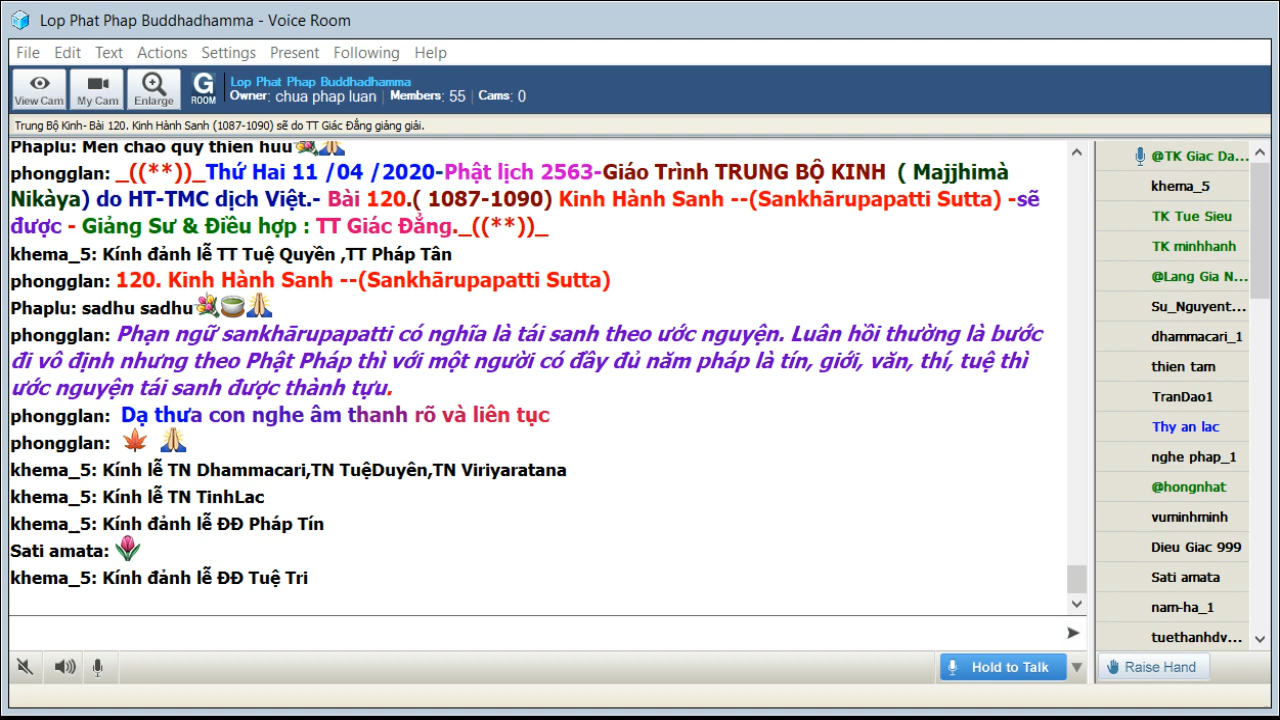 Lop Phat Phap Buddhadhamma - Voice Room
File Edit Text Actions Settings Present Following Help
View Cam My Cam Enlarge G ROOM
Lop Phat Phap Buddhadhamma
Owner: chua phap luan | Members: 55 | Cams: 0
Trung Bộ Kinh- Bài 120. Kinh Hành Sanh (1087-1090) sẽ do TT Giác Đẳng giảng giải.
Phaplu: Men chao quy thien huu
phongglan: _((**))_Thứ Hai 11 /04 /2020-Phật lịch 2563-Giáo Trình TRUNG BỘ KINH ( Majjhimà
Nikàya) do HT-TMC dịch Việt.- Bài 120.( 1087-1090) Kinh Hành Sanh --(Sankhārupapatti Sutta) -sẽ
được - Giảng Sư & Điều hợp : TT Giác Đẳng._((**))_
khema_5: Kính đảnh lễ TT Tuệ Quyền ,TT Pháp Tân
phongglan: 120. Kinh Hành Sanh --(Sankhārupapatti Sutta)
Phaplu: sadhu sadhu
phongglan: Phạn ngữ sankhārupapatti có nghĩa là tái sanh theo ước nguyện. Luân hồi thường là bước
đi vô định nhưng theo Phật Pháp thì với một người có đầy đủ năm pháp là tín, giới, văn, thí, tuệ thì
ước nguyện tái sanh được thành tựu.
phongglan: Dạ thưa con nghe âm thanh rõ và liên tục
phongglan:
khema_5: Kính lễ TN Dhammacari,TN TuệDuyên,TN Viriyaratana
khema_5: Kính lễ TN TinhLac
khema_5: Kính đảnh lễ ĐĐ Pháp Tín
Sati amata:
khema_5: Kính đảnh lễ ĐĐ Tuệ Tri
@TK Giac Da...
khema_5
TK Tue Sieu
TK minhhanh
@Lang Gia N...
Su_Nguyent...
dhammacari_1
thien tam
TranDao1
Thy an lac
nghe phap_1
@hongnhat
vuminhminh
Dieu Giac 999
Sati amata
nam-ha_1
tuethanhdv...
Hold to Talk
Raise Hand